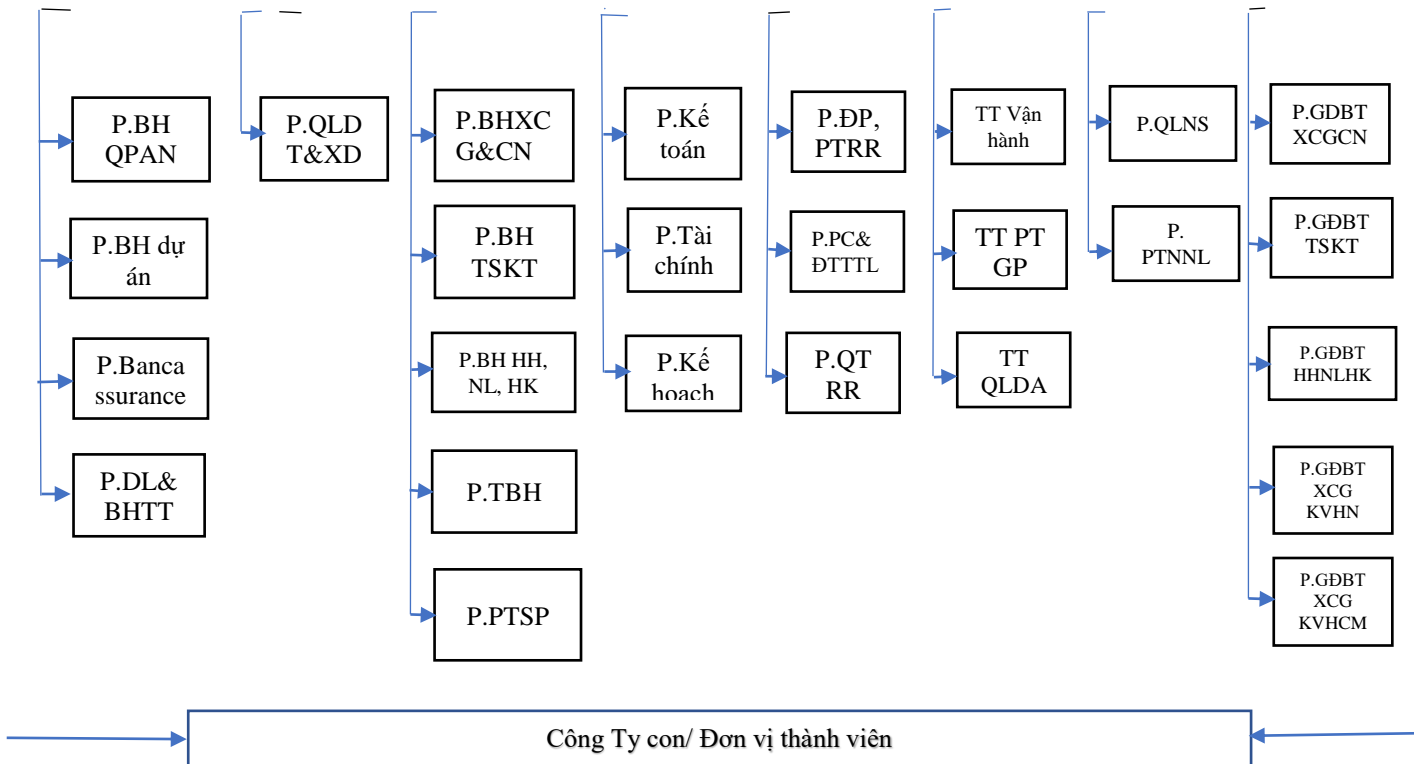 P.BH
QPAN
P.BH dự
án
P.Banca
ssurance
P.DL&
BHTT
P.QLD
T&XD
P.BHXC
G&CN
P.BH
TSKT
P.BH HH,
NL, HK
P.TBH
P.PTSP
P.Kế
toán
P.Tài
chính
P.Kế
hoạch
P.ĐP,
PTRR
P.PC&
ĐTTTL
P.QT
RR
TT Vận
hành
TT PT
GP
TT
QLDA
P.QLNS
P.
PTNNL
P.GDBT
XCGCN
P.GĐBT
TSKT
P.GĐBT
HHNLHK
P.GĐBT
XCG
KVHN
P.GĐBT
XCG
KVHCM
Công Ty con/ Đơn vị thành viên